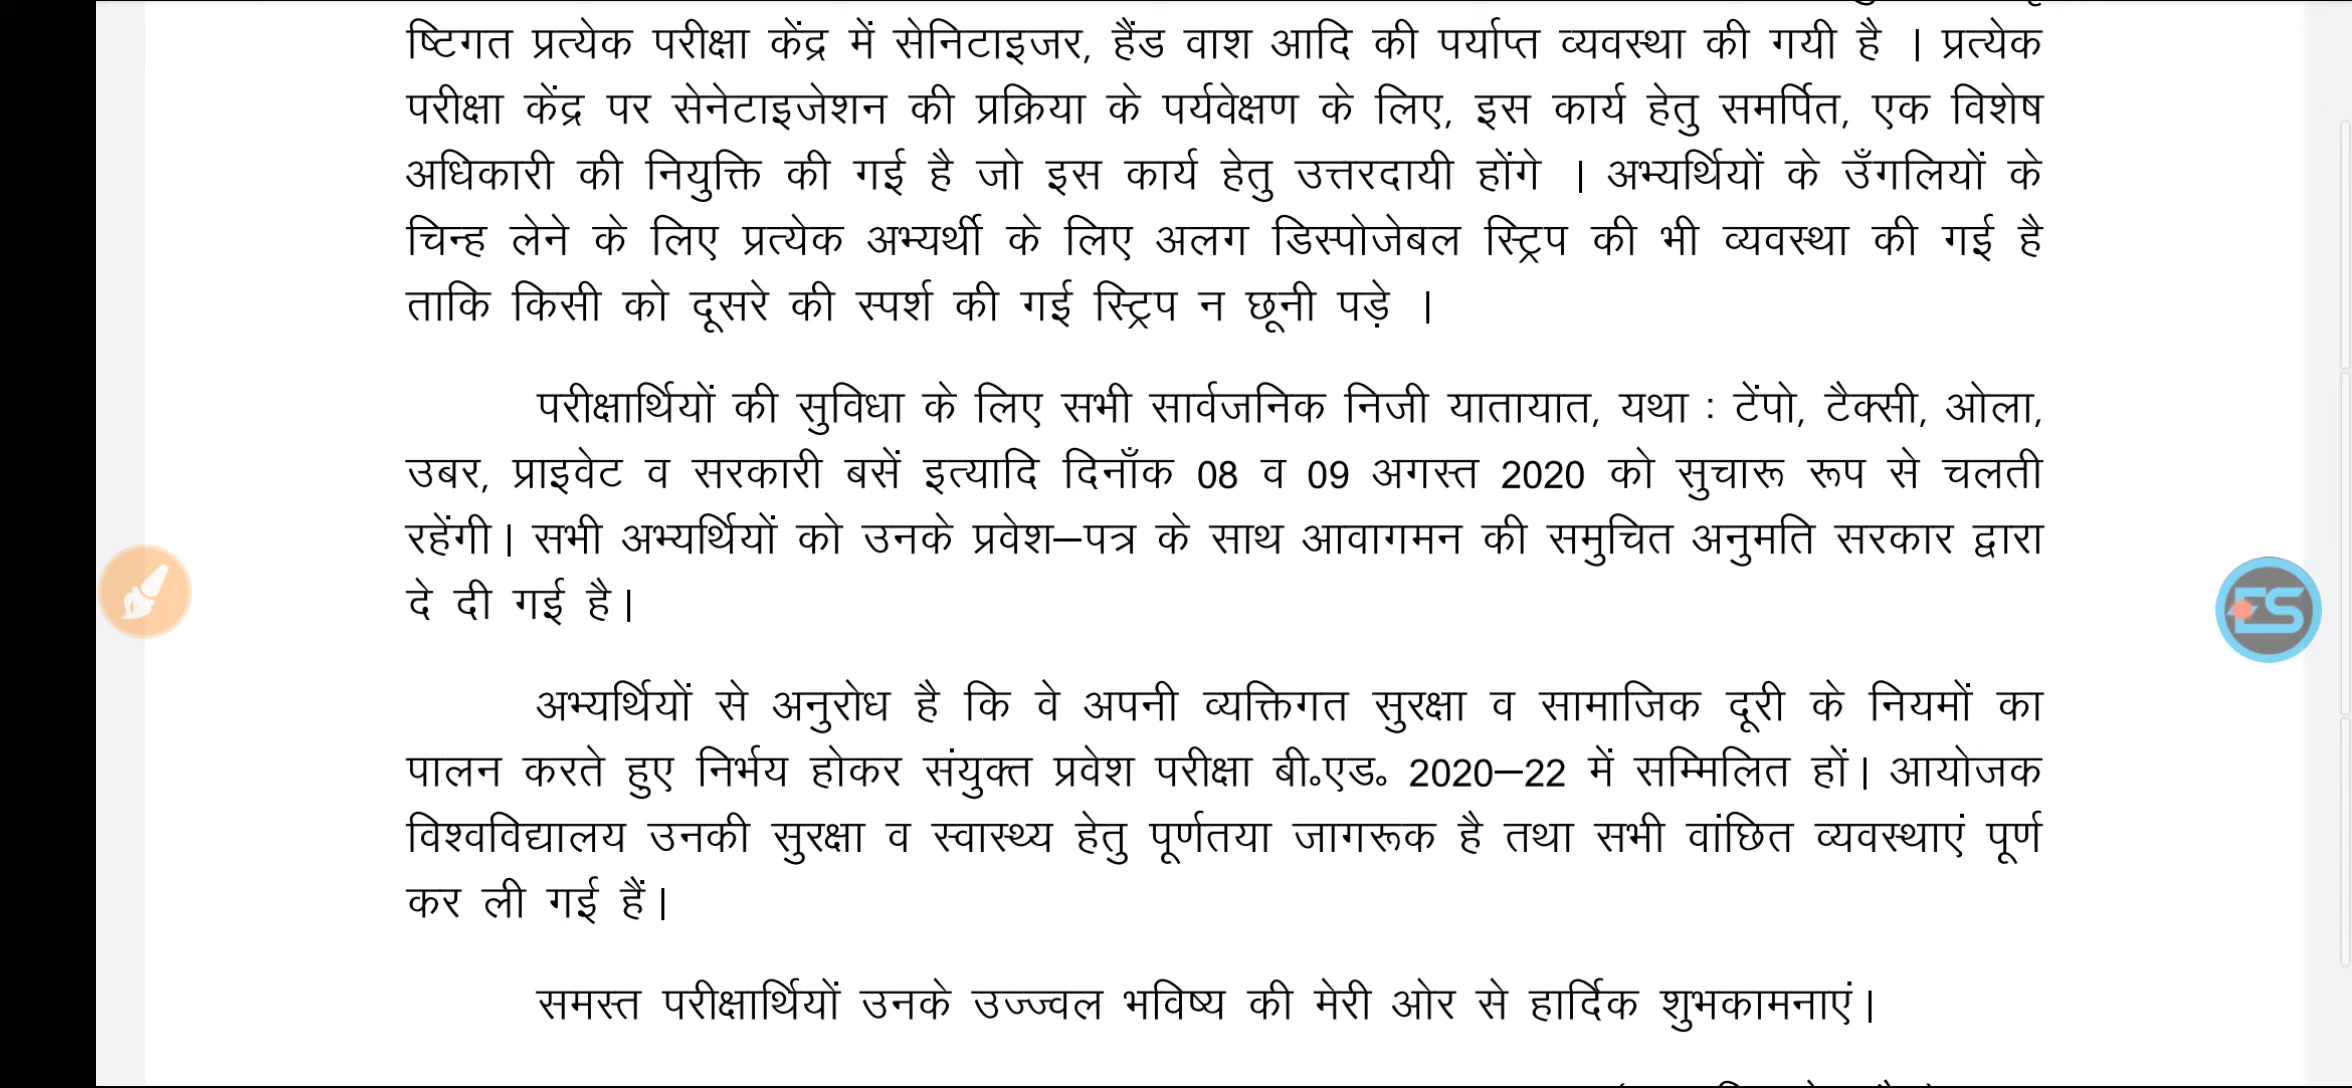 ष्टिगत प्रत्येक परीक्षा केंद्र में सेनिटाइजर, हैंड वाश आदि की पर्याप्त व्यवस्था की गयी है । प्रत्येक
परीक्षा केंद्र पर सेनेटाइजेशन की प्रक्रिया के पर्यवेक्षण के लिए, इस कार्य हेतु समर्पित, एक विशेष
अधिकारी की नियुक्ति की गई है जो इस कार्य हेतु उत्तरदायी होंगे । अभ्यर्थियों के उँगलियों के
चिन्ह लेने के लिए प्रत्येक अभ्यर्थी के लिए अलग डिस्पोजेबल स्ट्रिप की भी व्यवस्था की गई है
ताकि किसी को दूसरे की स्पर्श की गई स्ट्रिप न छूनी पड़े ।
परीक्षार्थियों की सुविधा के लिए सभी सार्वजनिक निजी यातायात, यथा : टेंपो, टैक्सी, ओला,
उबर, प्राइवेट व सरकारी बसें इत्यादि दिनाँक 08 व 09 अगस्त 2020 को सुचारू रूप से चलती
रहेंगी। सभी अभ्यर्थियों को उनके प्रवेश–पत्र के साथ आवागमन की समुचित अनुमति सरकार द्वारा
दे दी गई है।
अभ्यर्थियों से अनुरोध है कि वे अपनी व्यक्तिगत सुरक्षा व सामाजिक दूरी के नियमों का
पालन करते हुए निर्भय होकर संयुक्त प्रवेश परीक्षा बी॰एड॰ 2020–22 में सम्मिलित हों। आयोजक
विश्वविद्यालय उनकी सुरक्षा व स्वास्थ्य हेतु पूर्णतया जागरूक है तथा सभी वांछित व्यवस्थाएं पूर्ण
कर ली गई हैं।
समस्त परीक्षार्थियों उनके उज्ज्वल भविष्य की मेरी ओर से हार्दिक शुभकामनाएं।
ES